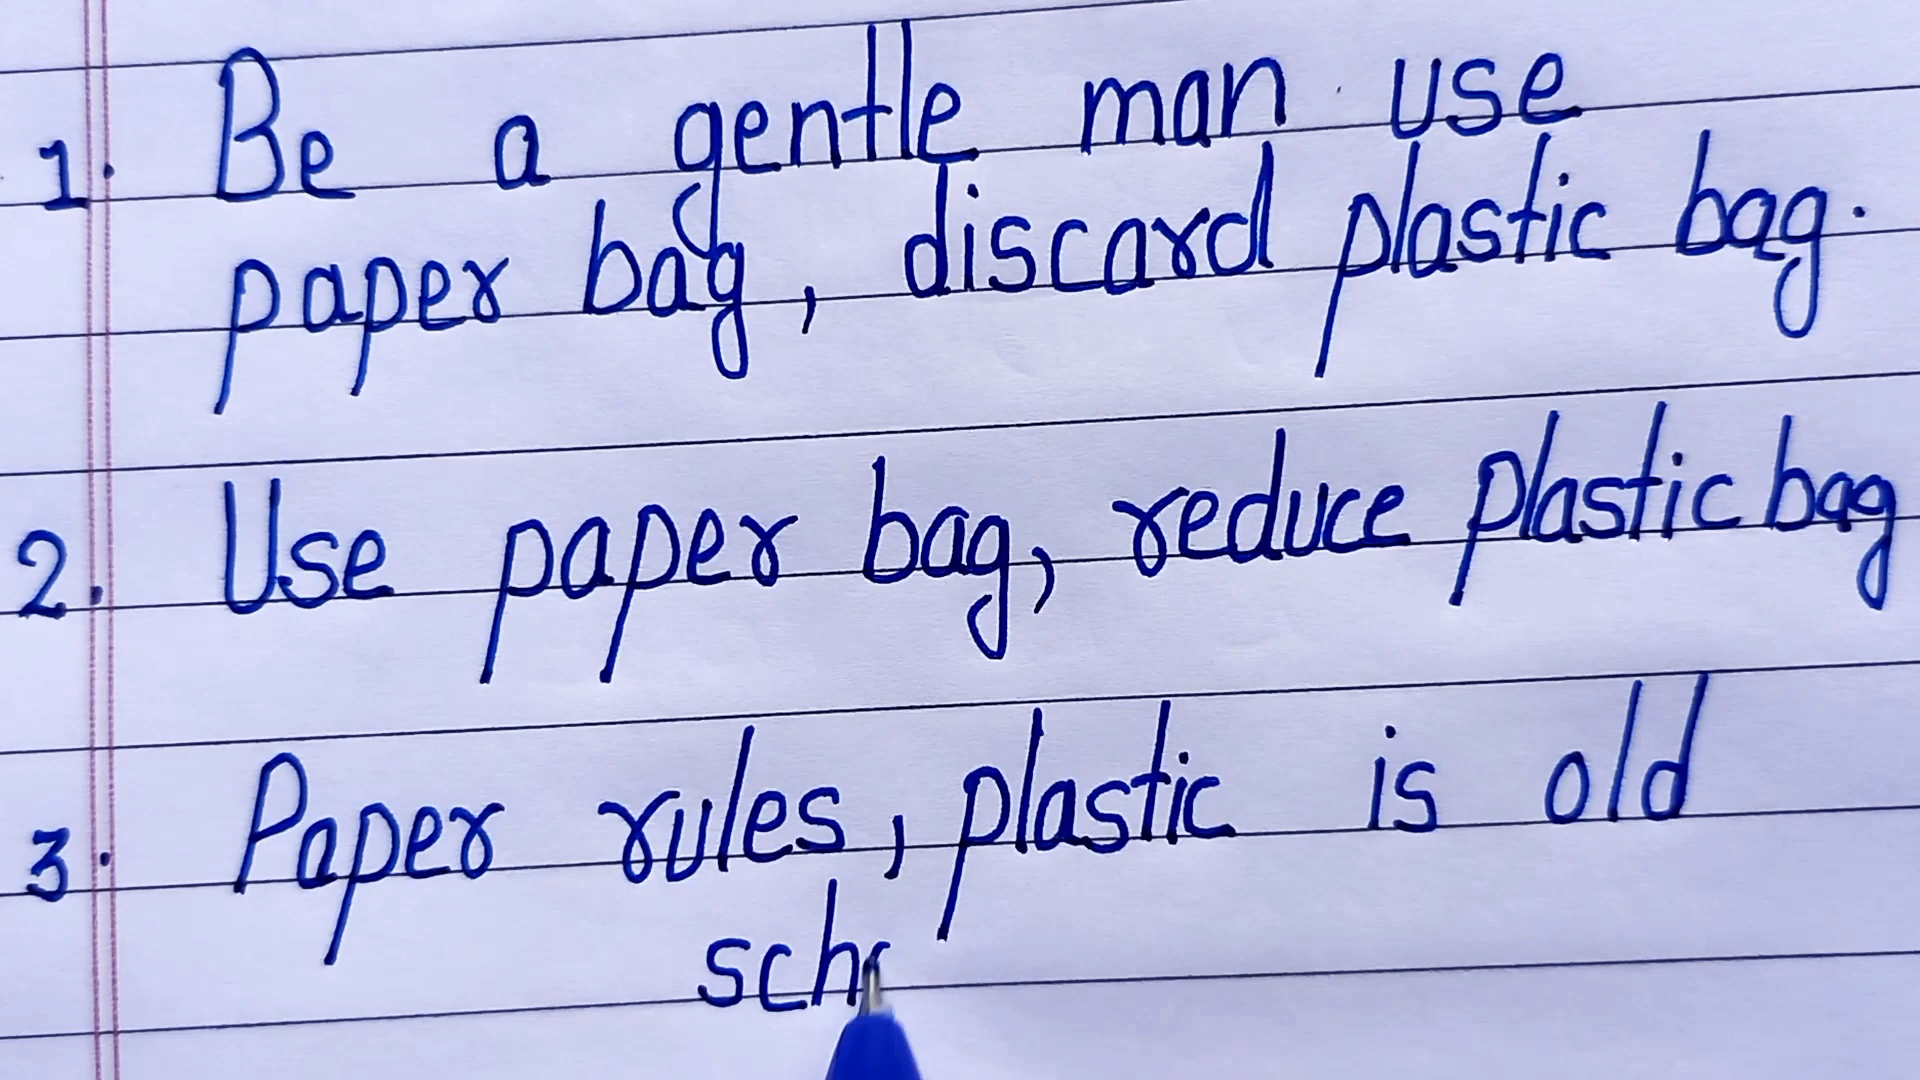 1. Be a gentle man use
paper bag, discard plastic bag.
2. Use paper bag, reduce plastic bag
3. Paper rules, plastic is old
sch